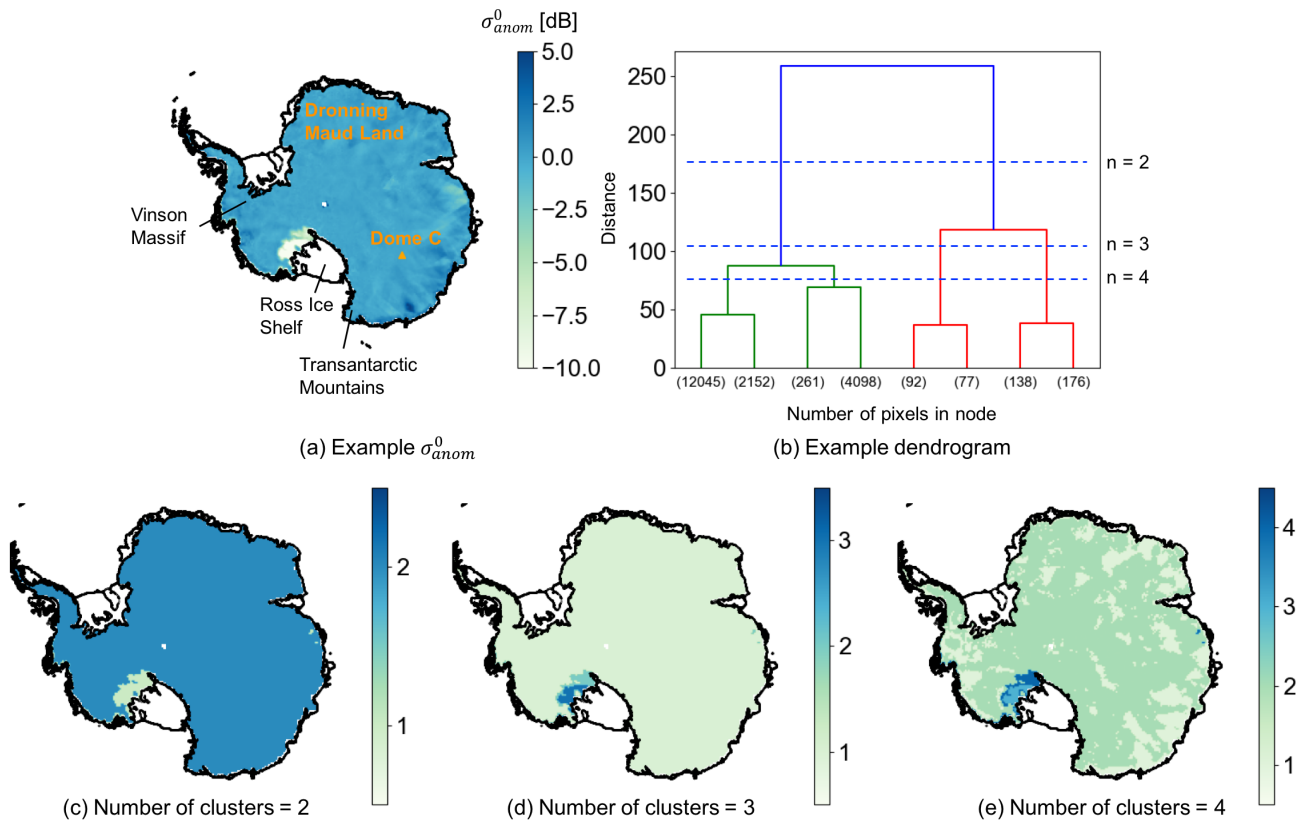 σ⁰anom [dB]
5.0
2.5
0.0
−2.5
−5.0
−7.5
−10.0
Dronning
Maud Land
Vinson
Massif
Dome C
Ross Ice
Shelf
Transantarctic
Mountains
(a) Example σ⁰anom
250
200
150
100
50
0
Distance
n = 2
n = 3
n = 4
(12045) (2152) (261) (4098) (92) (77) (138) (176)
Number of pixels in node
(b) Example dendrogram
2
1
(c) Number of clusters = 2
3
2
1
(d) Number of clusters = 3
4
3
2
1
(e) Number of clusters = 4